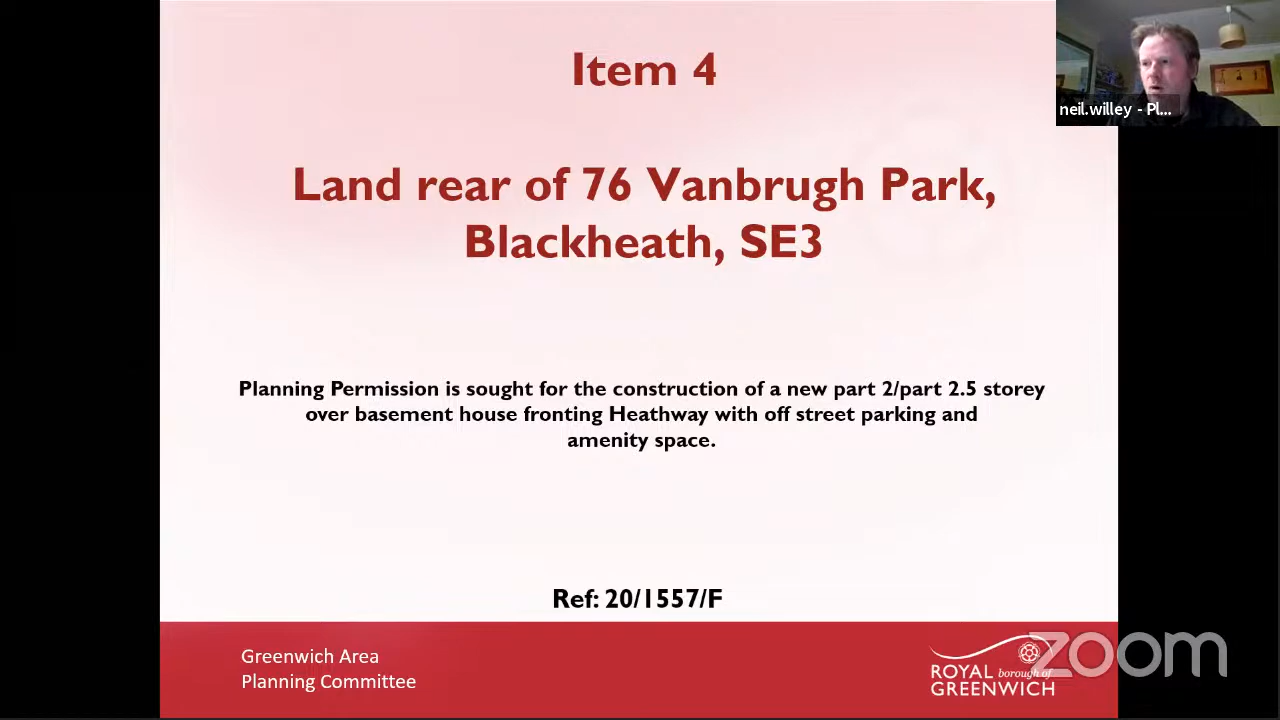 Item 4
neil.willey - Pl...
Land rear of 76 Vanbrugh Park,
Blackheath, SE3
Planning Permission is sought for the construction of a new part 2/part 2.5 storey
over basement house fronting Heathway with off street parking and
amenity space.
Ref: 20/1557/F
Greenwich Area
Planning Committee
ROYAL borough of
GREENWICH
zoom